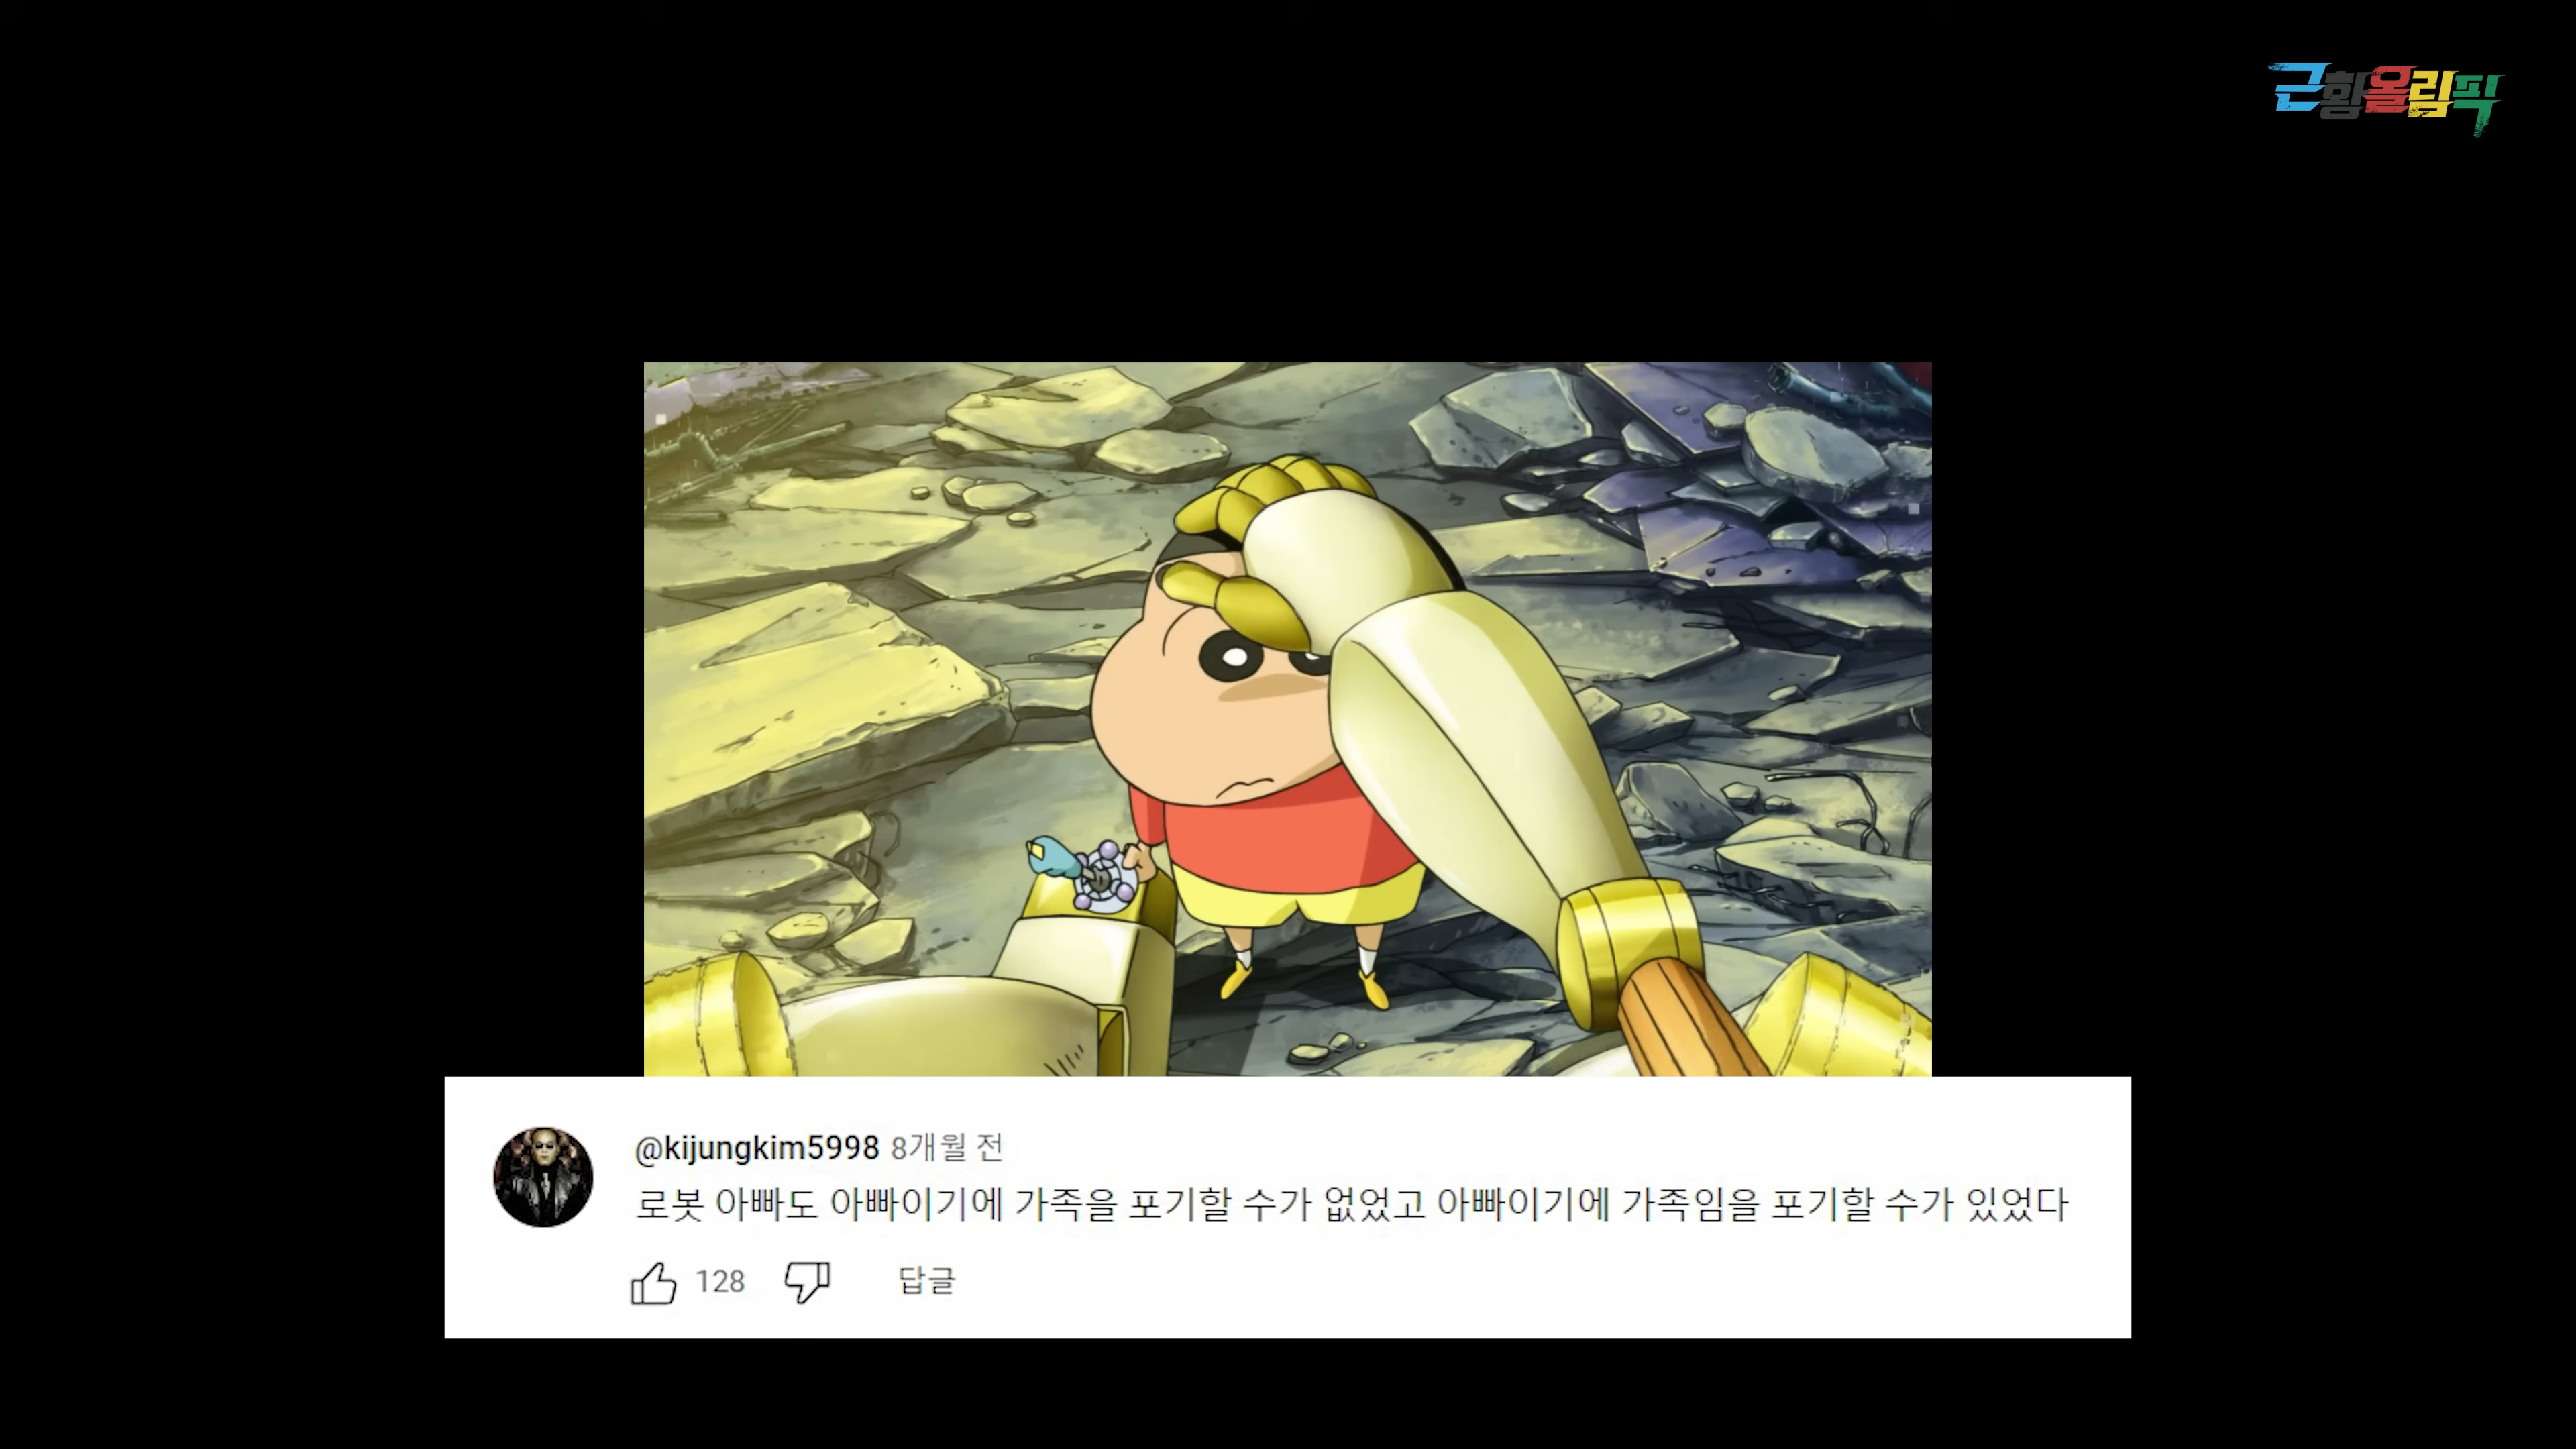 근황올림픽
@kijungkim5998 8개월 전
로봇 아빠도 아빠이기에 가족을 포기할 수가 없었고 아빠이기에 가족임을 포기할 수가 있었다
128 답글